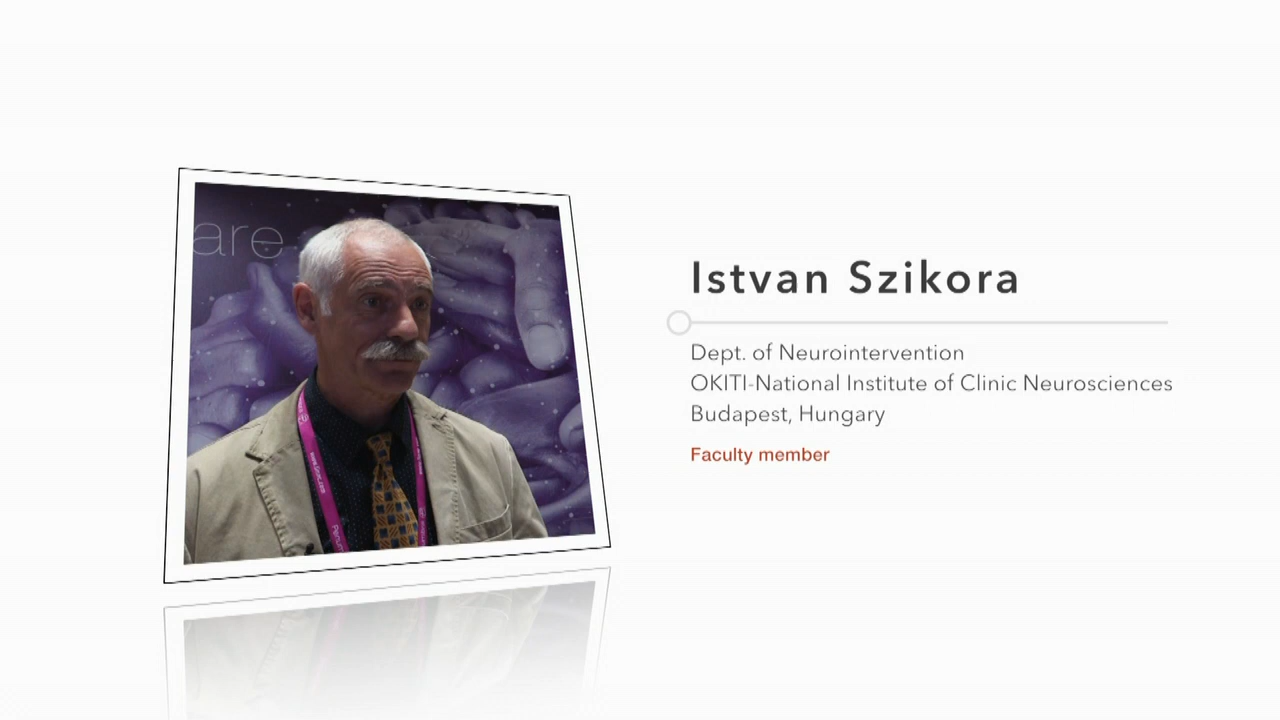 are
Istvan Szikora
Dept. of Neurointervention
OKITI-National Institute of Clinic Neurosciences
Budapest, Hungary
Faculty member